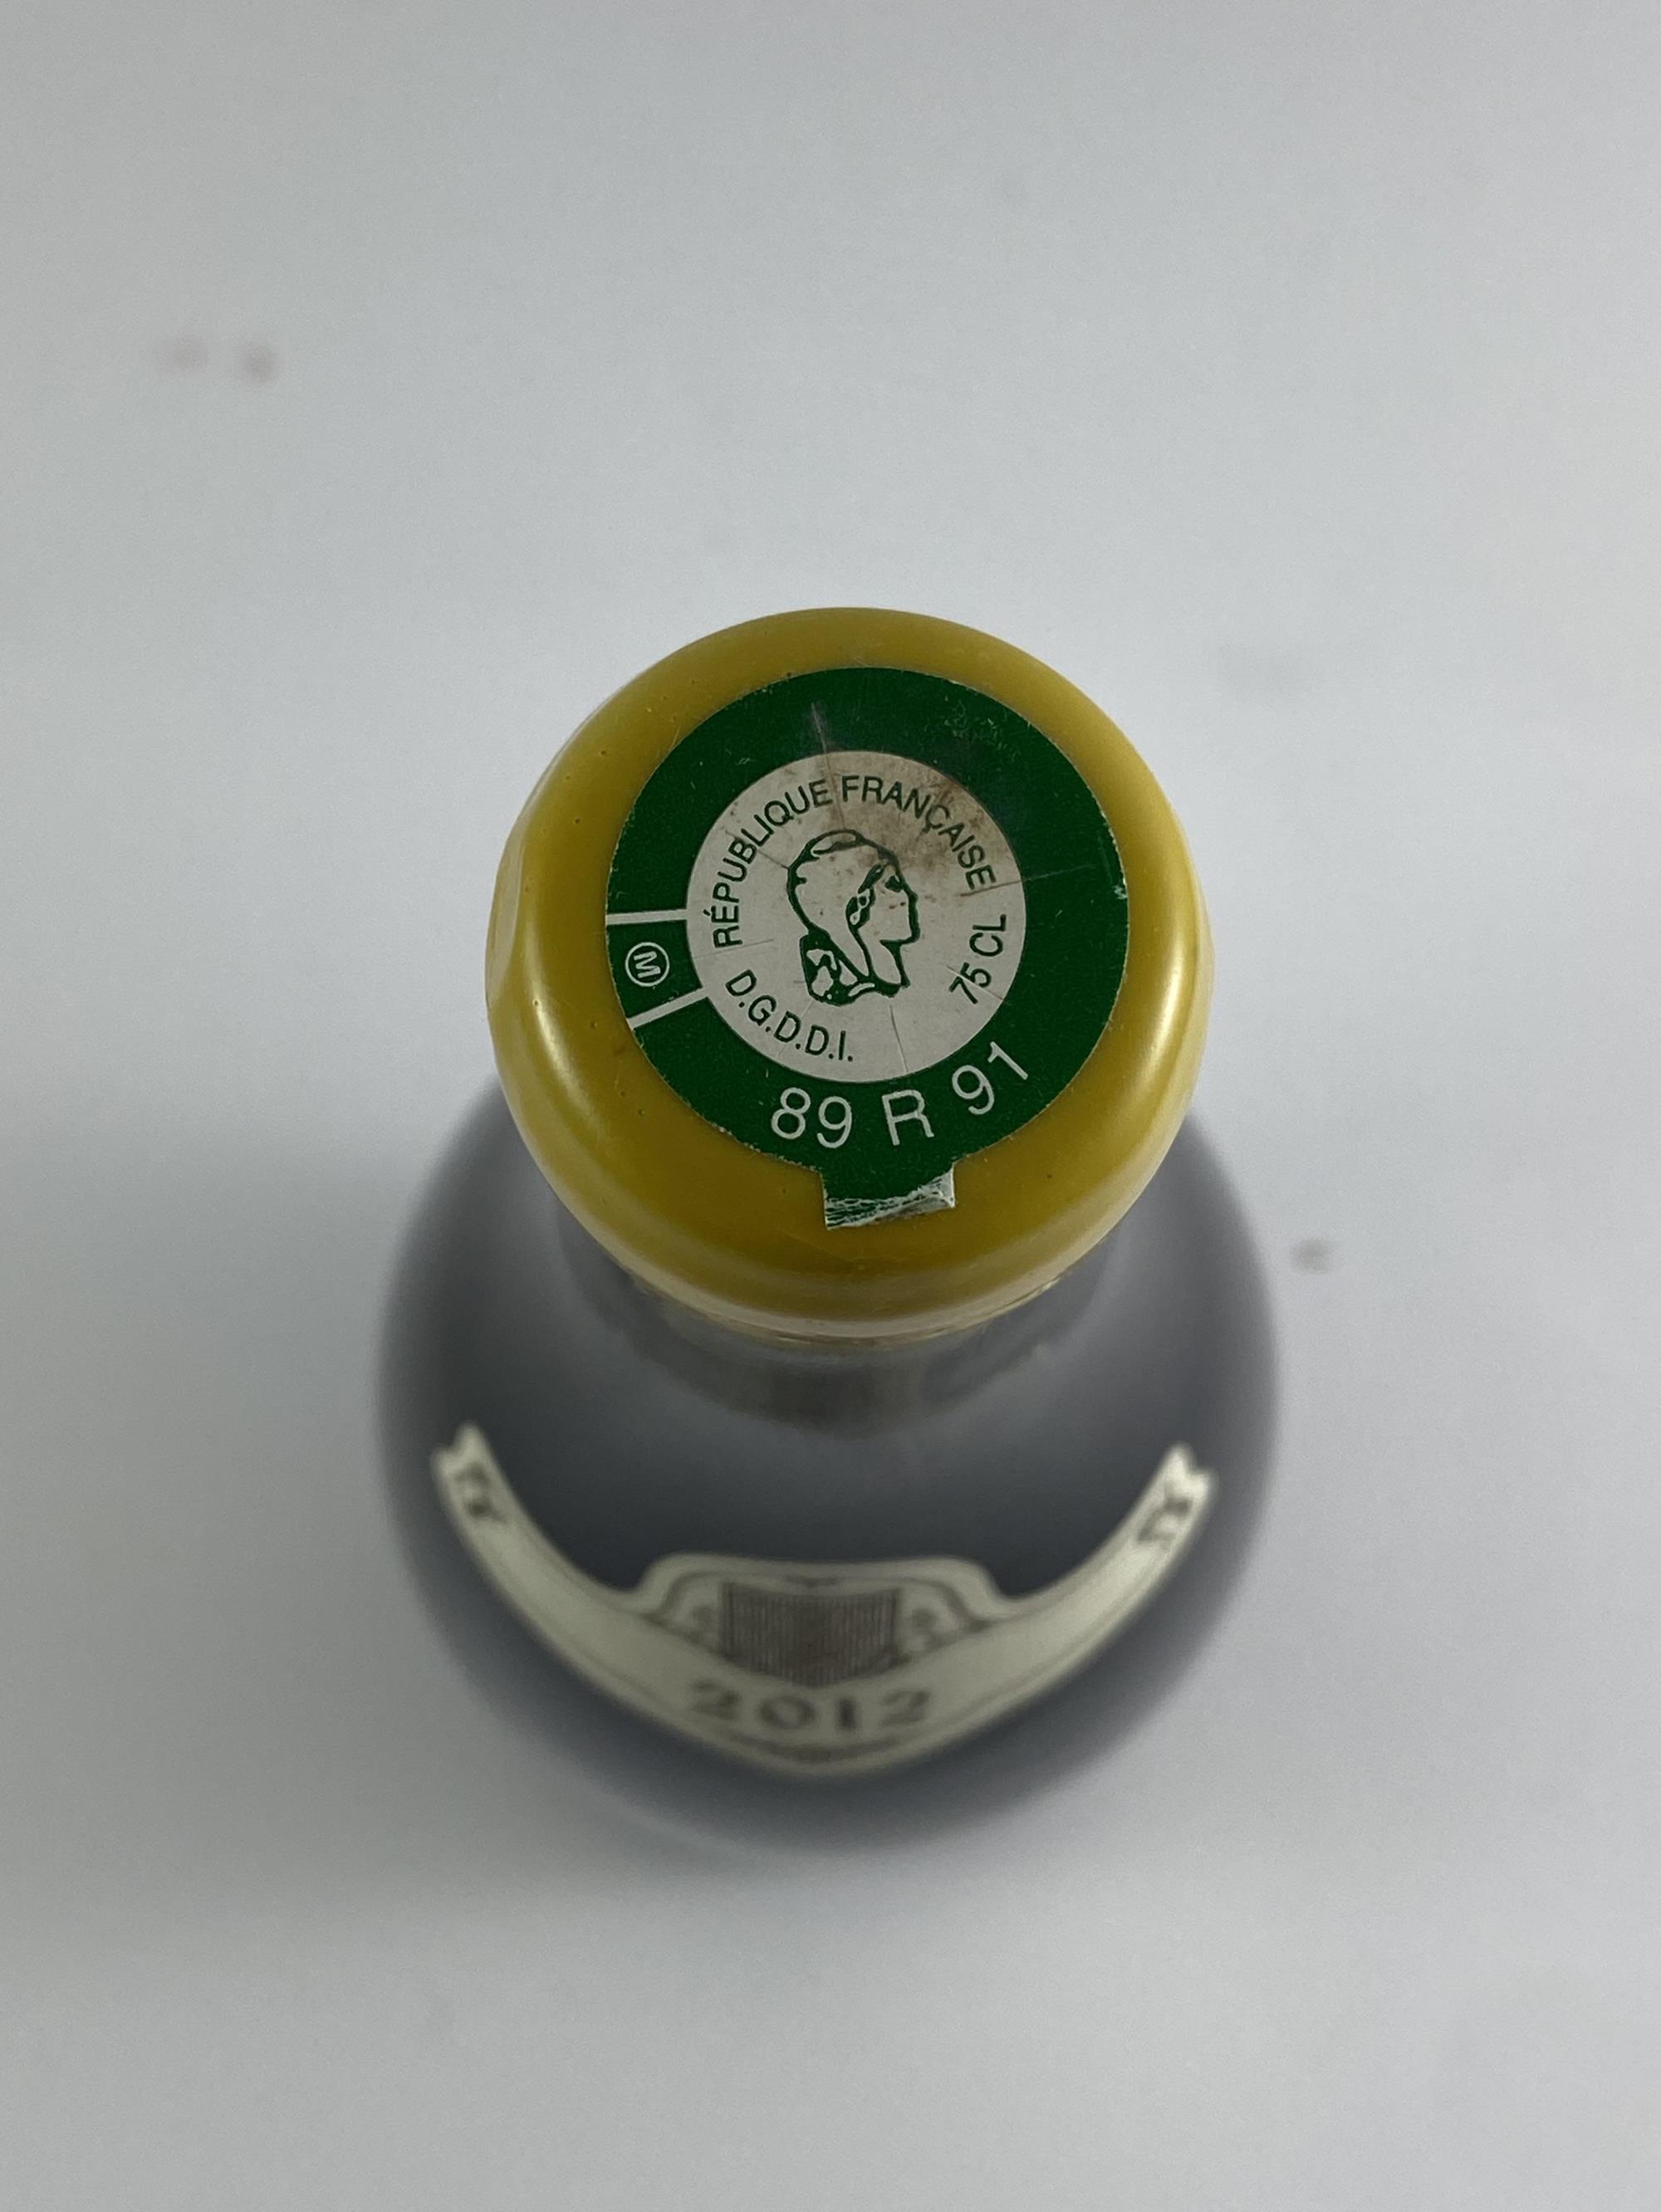 RÉPUBLIQUE FRANÇAISE
75 CL
D.G.D.D.I.
M
89 R 91
2012